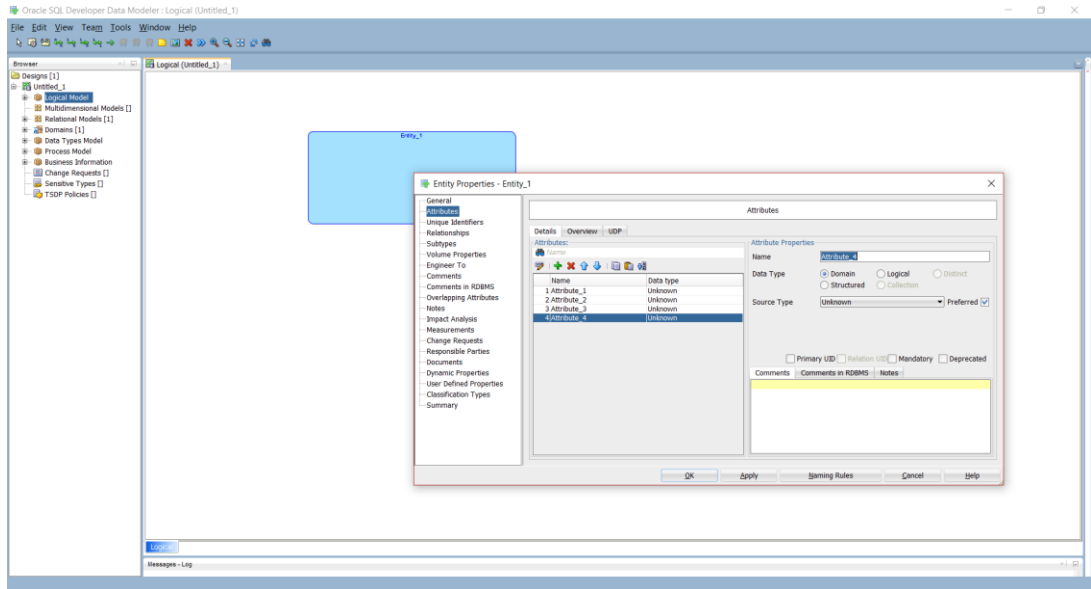 Oracle SQL Developer Data Modeler : Logical (Untitled_1)
File Edit View Team Tools Window Help
Browser
Logical (Untitled_1)
Designs [1]
Untitled_1
Logical Model
Multidimensional Models []
Relational Models [1]
Domains [1]
Data Types Model
Process Model
Business Information
Change Requests []
Sensitive Types []
TSDP Policies []
Entity_1
Entity Properties - Entity_1
General
Attributes
Unique Identifiers
Relationships
Subtypes
Volume Properties
Engineer To
Comments
Comments in RDBMS
Overlapping Attributes
Notes
Impact Analysis
Measurements
Change Requests
Responsible Parties
Documents
Dynamic Properties
User Defined Properties
Classification Types
Summary
Attributes
Details Overview UDP
Attributes:
Name
Name Data type
1 Attribute_1 Unknown
2 Attribute_2 Unknown
3 Attribute_3 Unknown
4 Attribute_4 Unknown
Attribute Properties
Name Attribute_4
Data Type Domain Logical Distinct
Structured Collection
Source Type Unknown Preferred
Primary UID Relation UID Mandatory Deprecated
Comments Comments in RDBMS Notes
OK Apply Naming Rules Cancel Help
Logical
Messages - Log